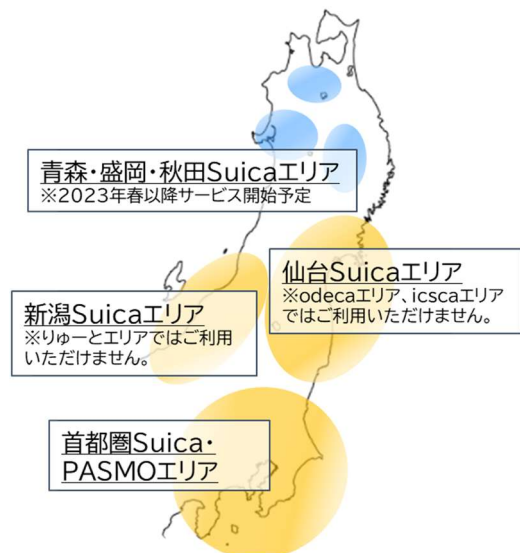 青森・盛岡・秋田Suicaエリア
※2023年春以降サービス開始予定
仙台Suicaエリア
※odecaエリア、icscaエリア
ではご利用いただけません。
新潟Suicaエリア
※りゅーとエリアではご利用
いただけません。
首都圏Suica・
PASMOエリア